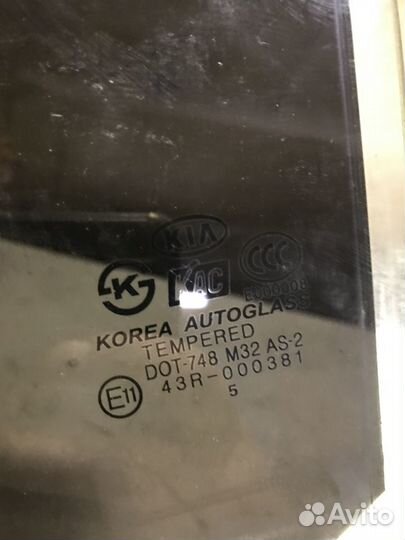 KIA
KAC
CCC
E000008
KOREA AUTOGLASS
TEMPERED
DOT-748 M32 AS-2
43R-000381
E11
5
Avito